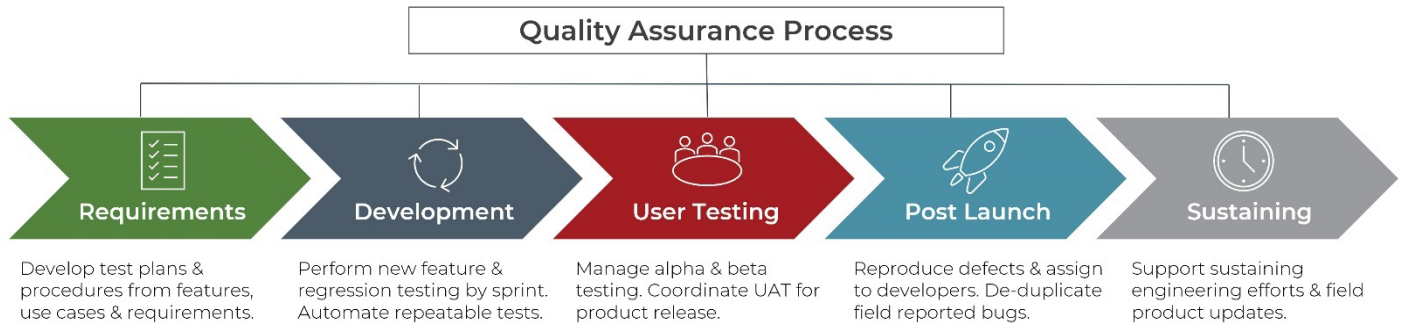 Quality Assurance Process
Requirements
Development
User Testing
Post Launch
Sustaining
Develop test plans &
procedures from features,
use cases & requirements.
Perform new feature &
regression testing by sprint.
Automate repeatable tests.
Manage alpha & beta
testing. Coordinate UAT for
product release.
Reproduce defects & assign
to developers. De-duplicate
field reported bugs.
Support sustaining
engineering efforts & field
product updates.